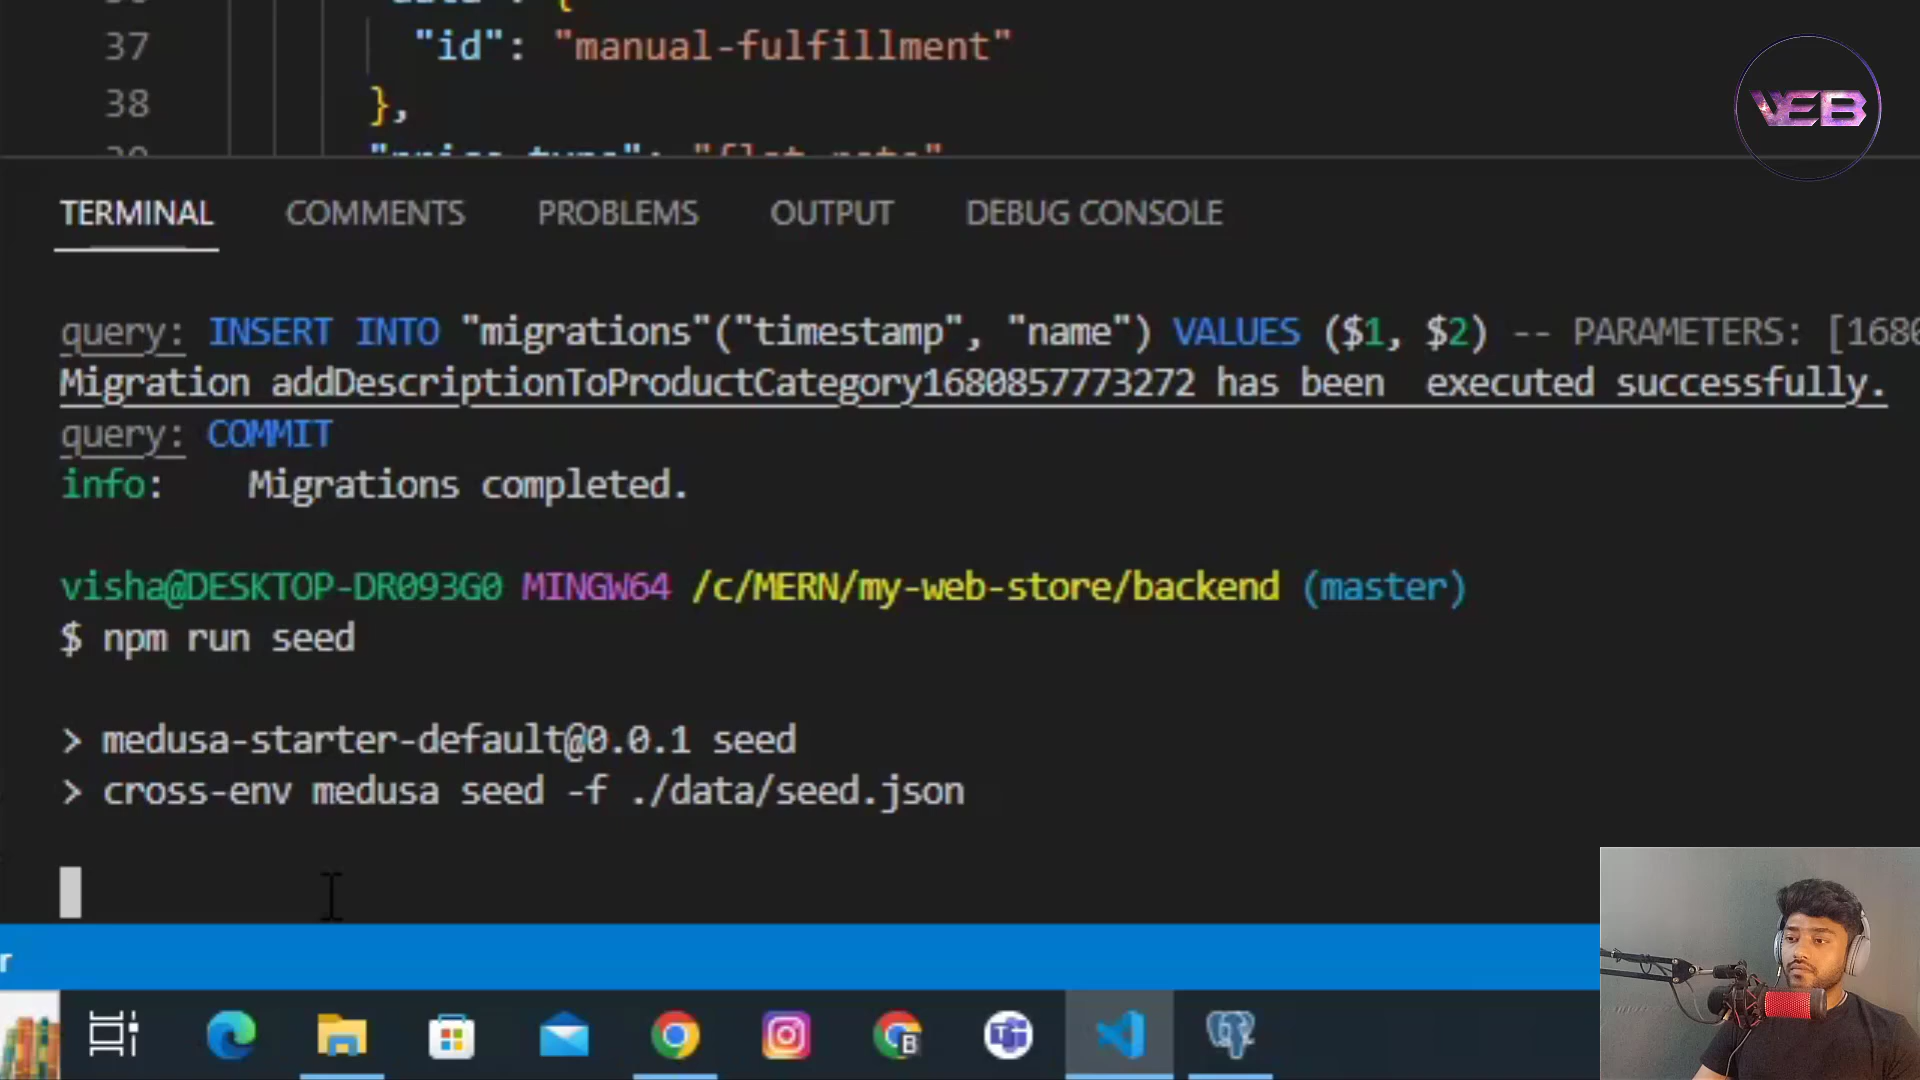 37 "id": "manual-fulfillment"
38 },
VEB
TERMINAL COMMENTS PROBLEMS OUTPUT DEBUG CONSOLE
query: INSERT INTO "migrations"("timestamp", "name") VALUES ($1, $2) -- PARAMETERS: [1680
Migration addDescriptionToProductCategory1680857773272 has been executed successfully.
query: COMMIT
info: Migrations completed.
visha@DESKTOP-DR093G0 MINGW64 /c/MERN/my-web-store/backend (master)
$ npm run seed
> medusa-starter-default@0.0.1 seed
> cross-env medusa seed -f ./data/seed.json
r